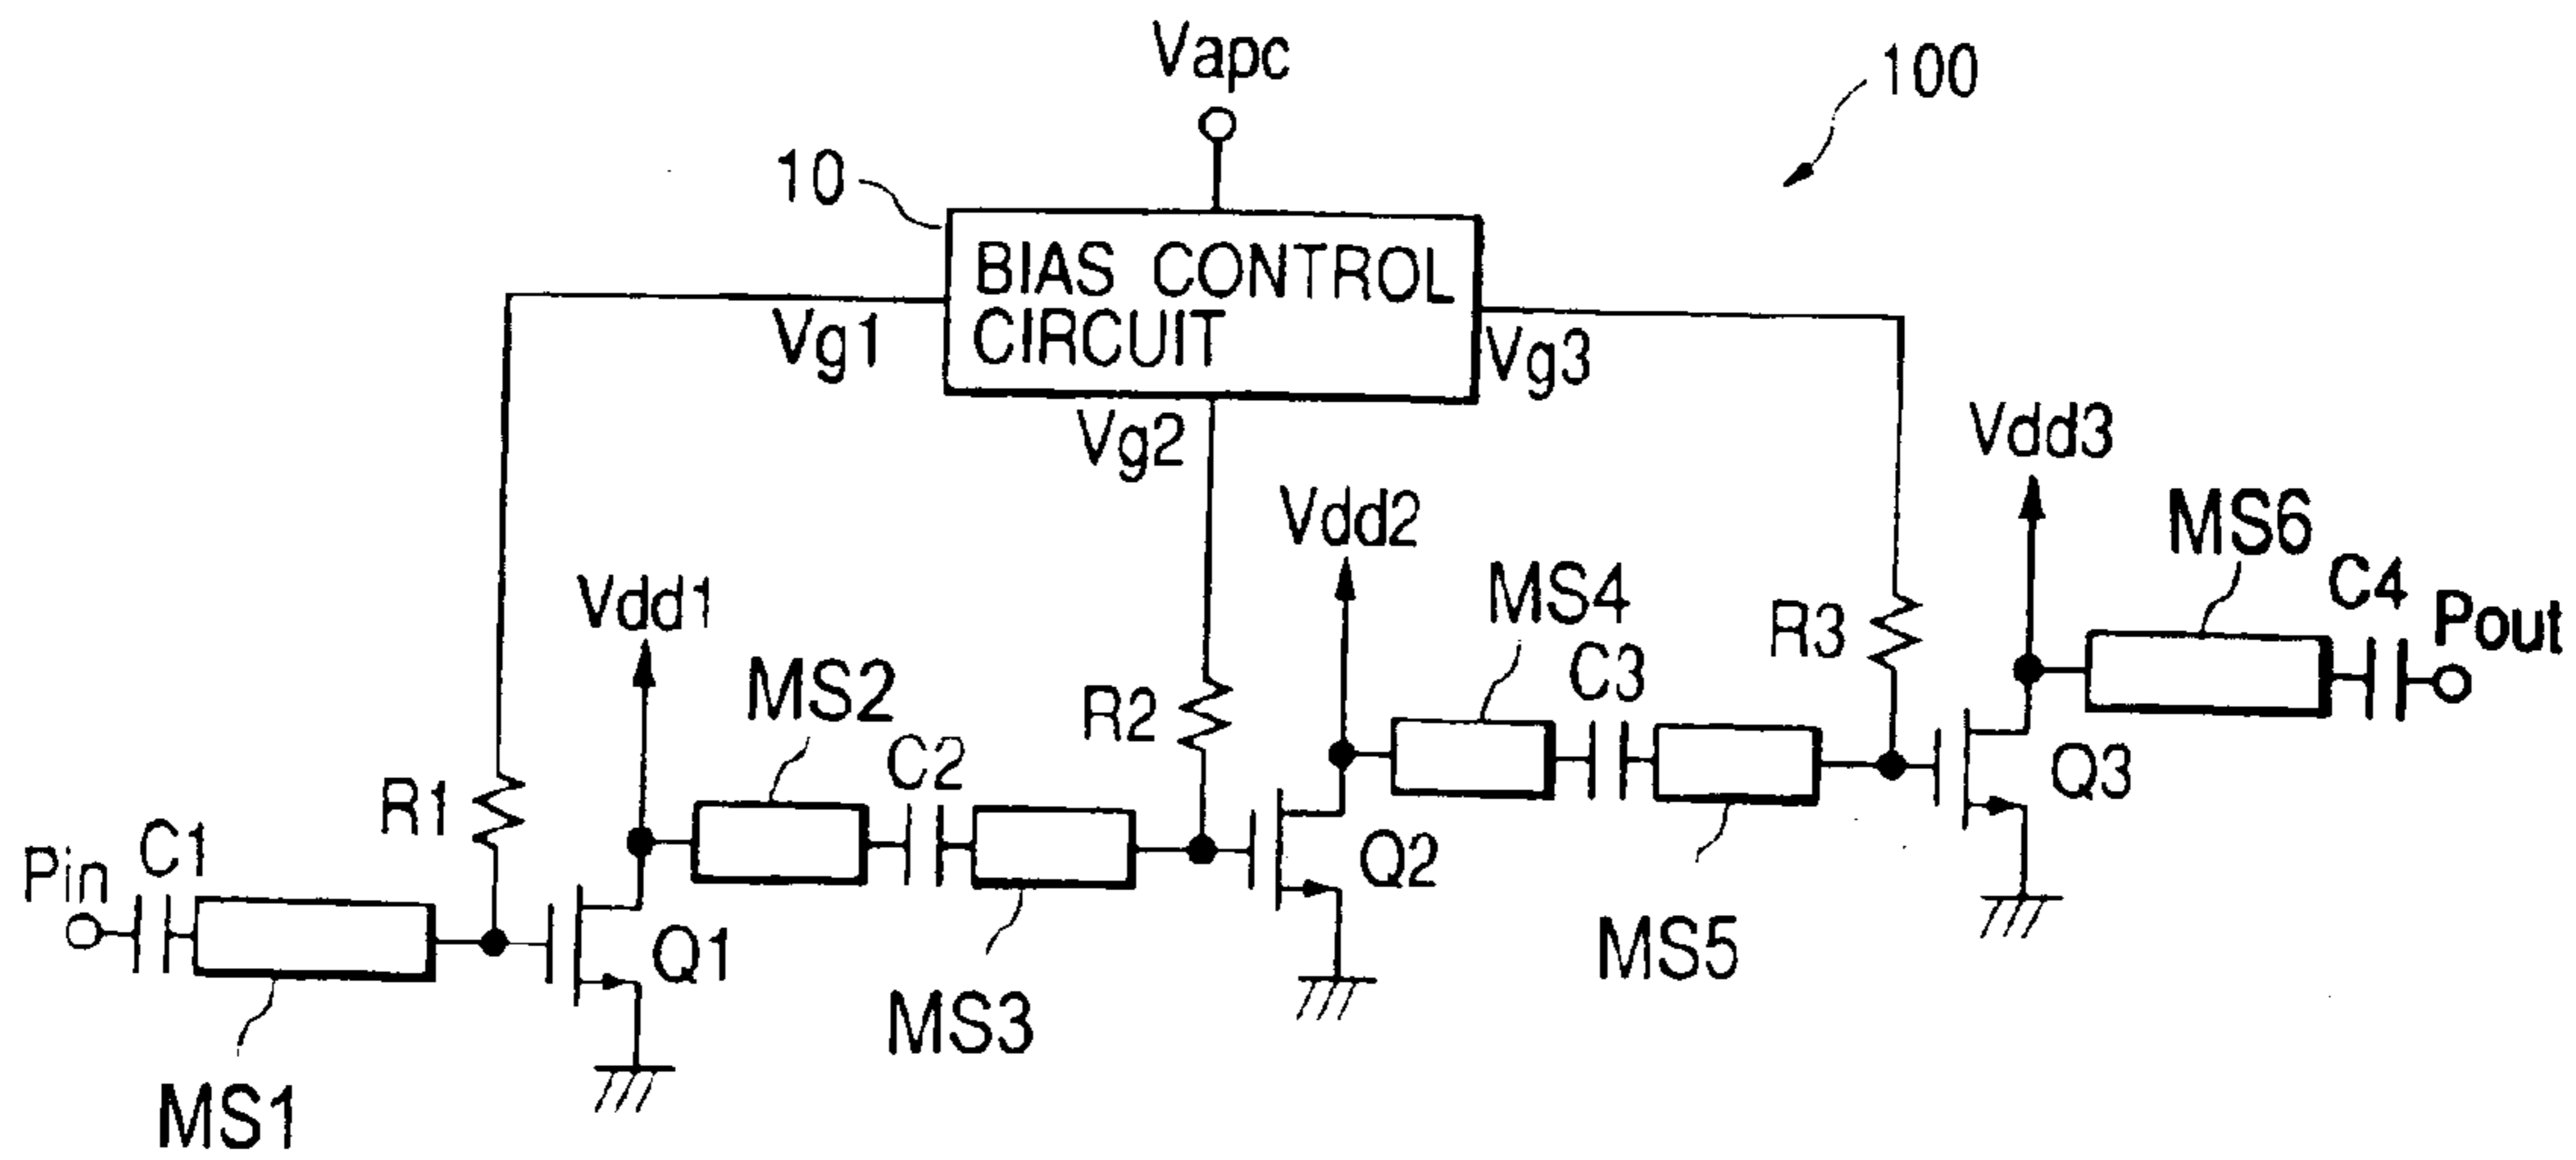 Vapc
100
10
BIAS CONTROL
CIRCUIT
Vg1
Vg3
Vg2
Vdd3
Vdd2
MS6
Vdd1
MS4
C4
Pout
R3
C3
MS2
R2
C2
Q3
R1
C1
Pin
Q2
Q1
MS5
MS3
MS1